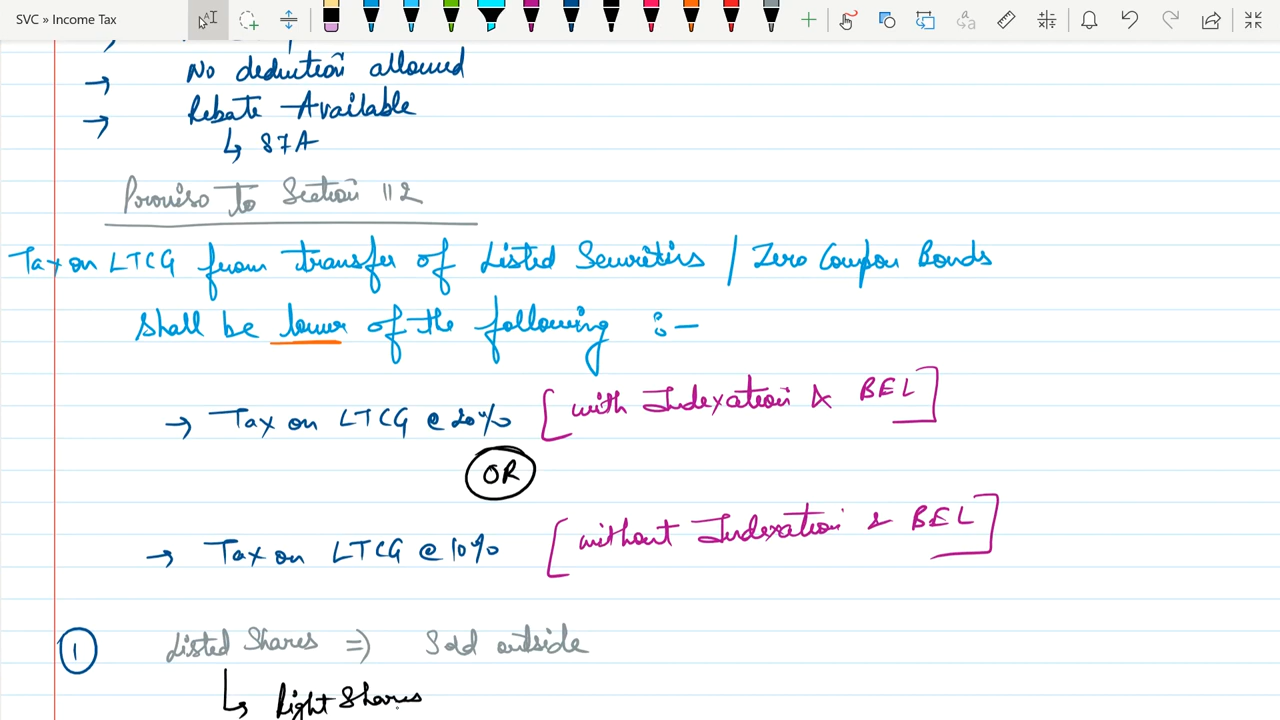 SVC » Income Tax
→ No deduction allowed
→ Rebate Available
↳ 87A
Proviso to Section 112
Tax on LTCG from transfer of Listed Securities / Zero Coupon Bonds
shall be lower of the following :-
→ Tax on LTCG @ 20% [with Indexation & BEL]
OR
→ Tax on LTCG @ 10% [without Indexation & BEL]
① Listed Shares ⇒ Sold outside
↳ Right Shares